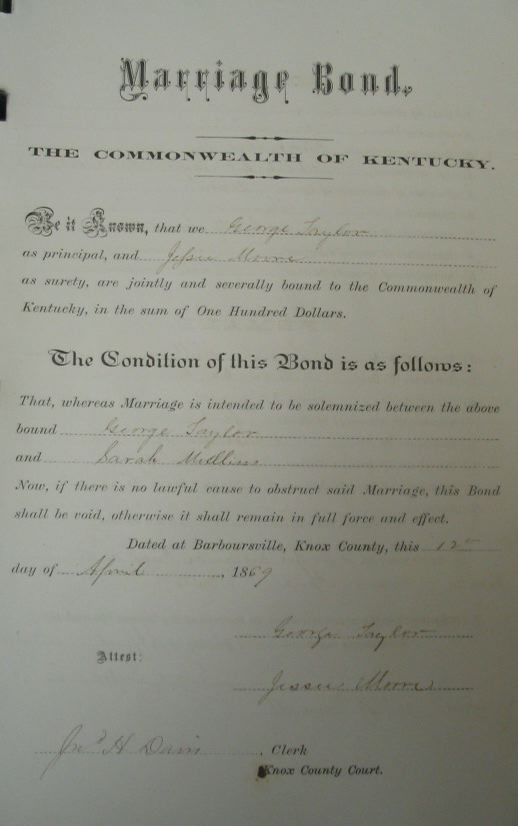 Marriage Bond.
THE COMMONWEALTH OF KENTUCKY.
Be it Known, that we George Taylor
as principal, and Jessee Moore
as surety, are jointly and severally bound to the Commonwealth of
Kentucky, in the sum of One Hundred Dollars.
The Condition of this Bond is as follows:
That, whereas Marriage is intended to be solemnized between the above
bound George Taylor
and Sarah
Now, if there is no lawful cause to obstruct said Marriage, this Bond
shall be void, otherwise it shall remain in full force and effect.
Dated at Barboursville, Knox County, this 12th
day of April, 1869
George Taylor
Attest:
Jessee Moore
H Davis, Clerk
Knox County Court.